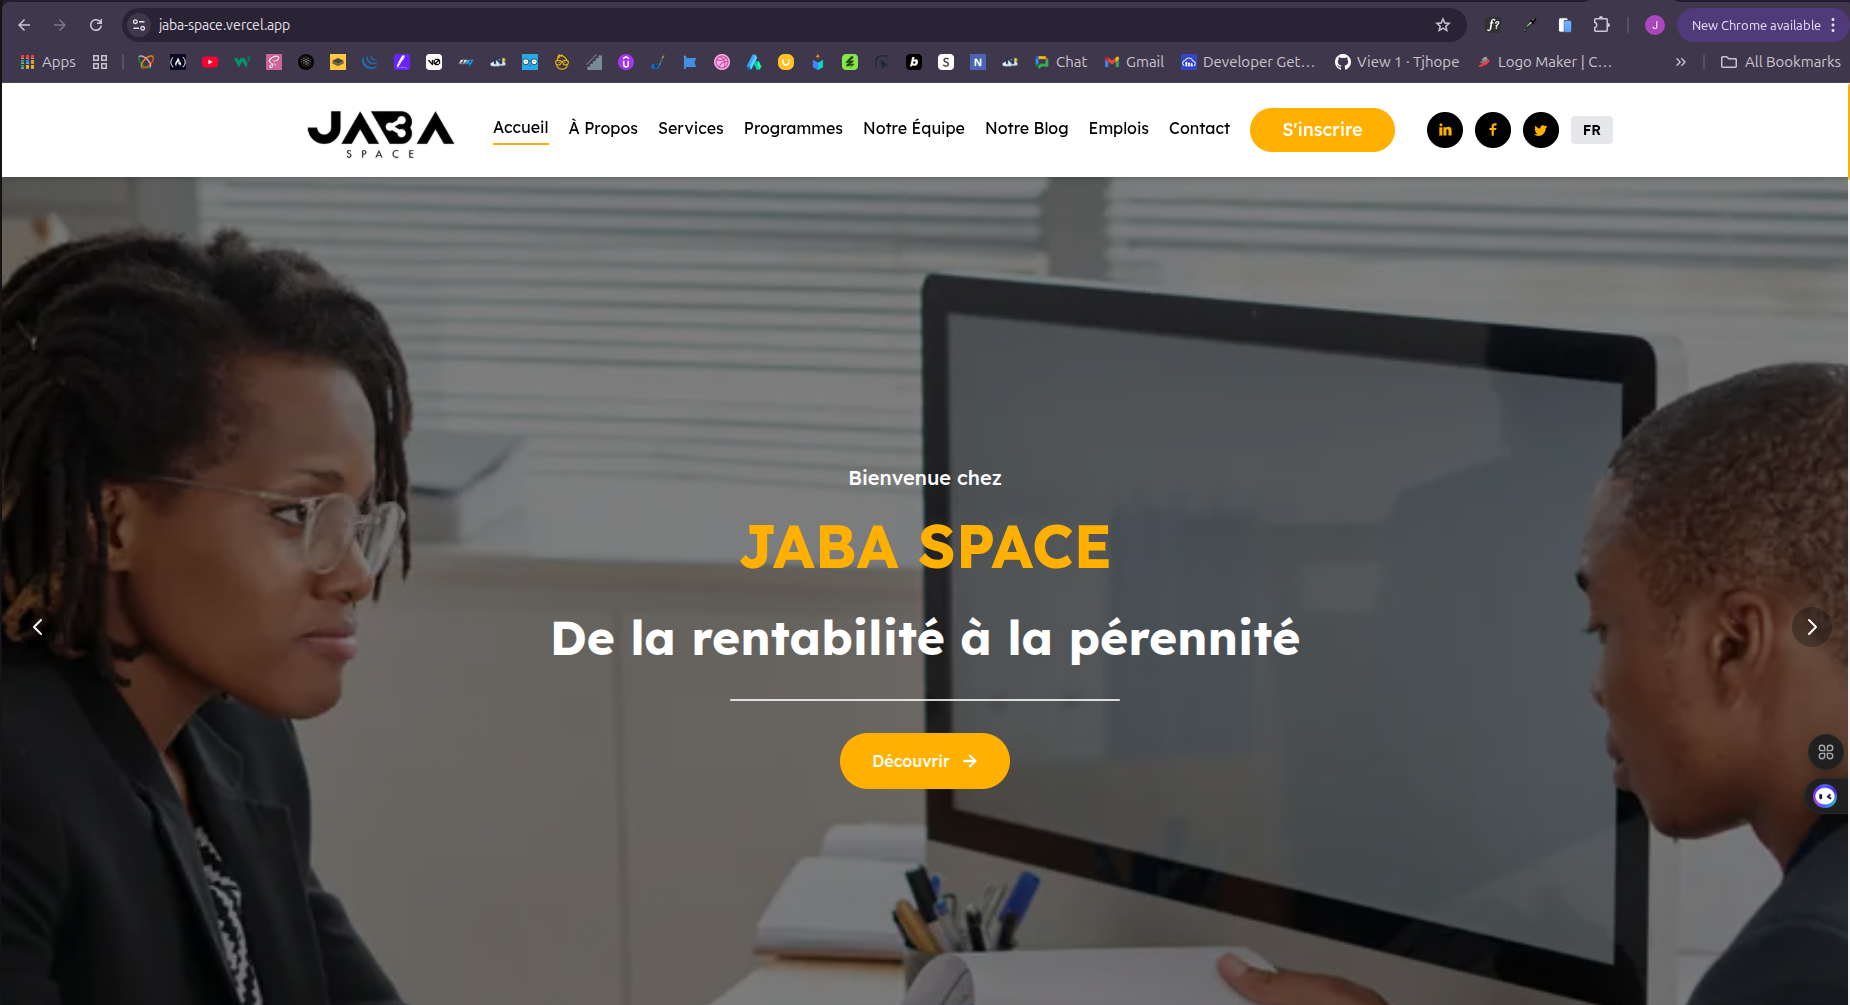 jaba-space.vercel.app
New Chrome available
Apps
Chat
Gmail
Developer Get...
View 1 · Tjhope
Logo Maker | C...
All Bookmarks
JABA
SPACE
Accueil
À Propos
Services
Programmes
Notre Équipe
Notre Blog
Emplois
Contact
S'inscrire
FR
Bienvenue chez
JABA SPACE
De la rentabilité à la pérennité
Découvrir